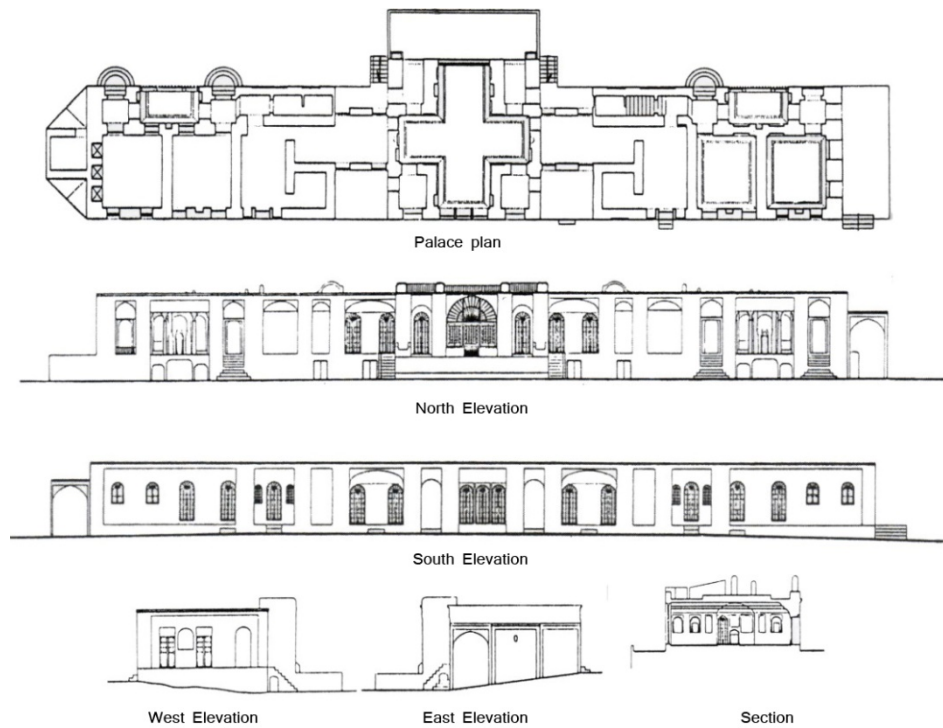 Palace plan
North Elevation
South Elevation
West Elevation
East Elevation
Section